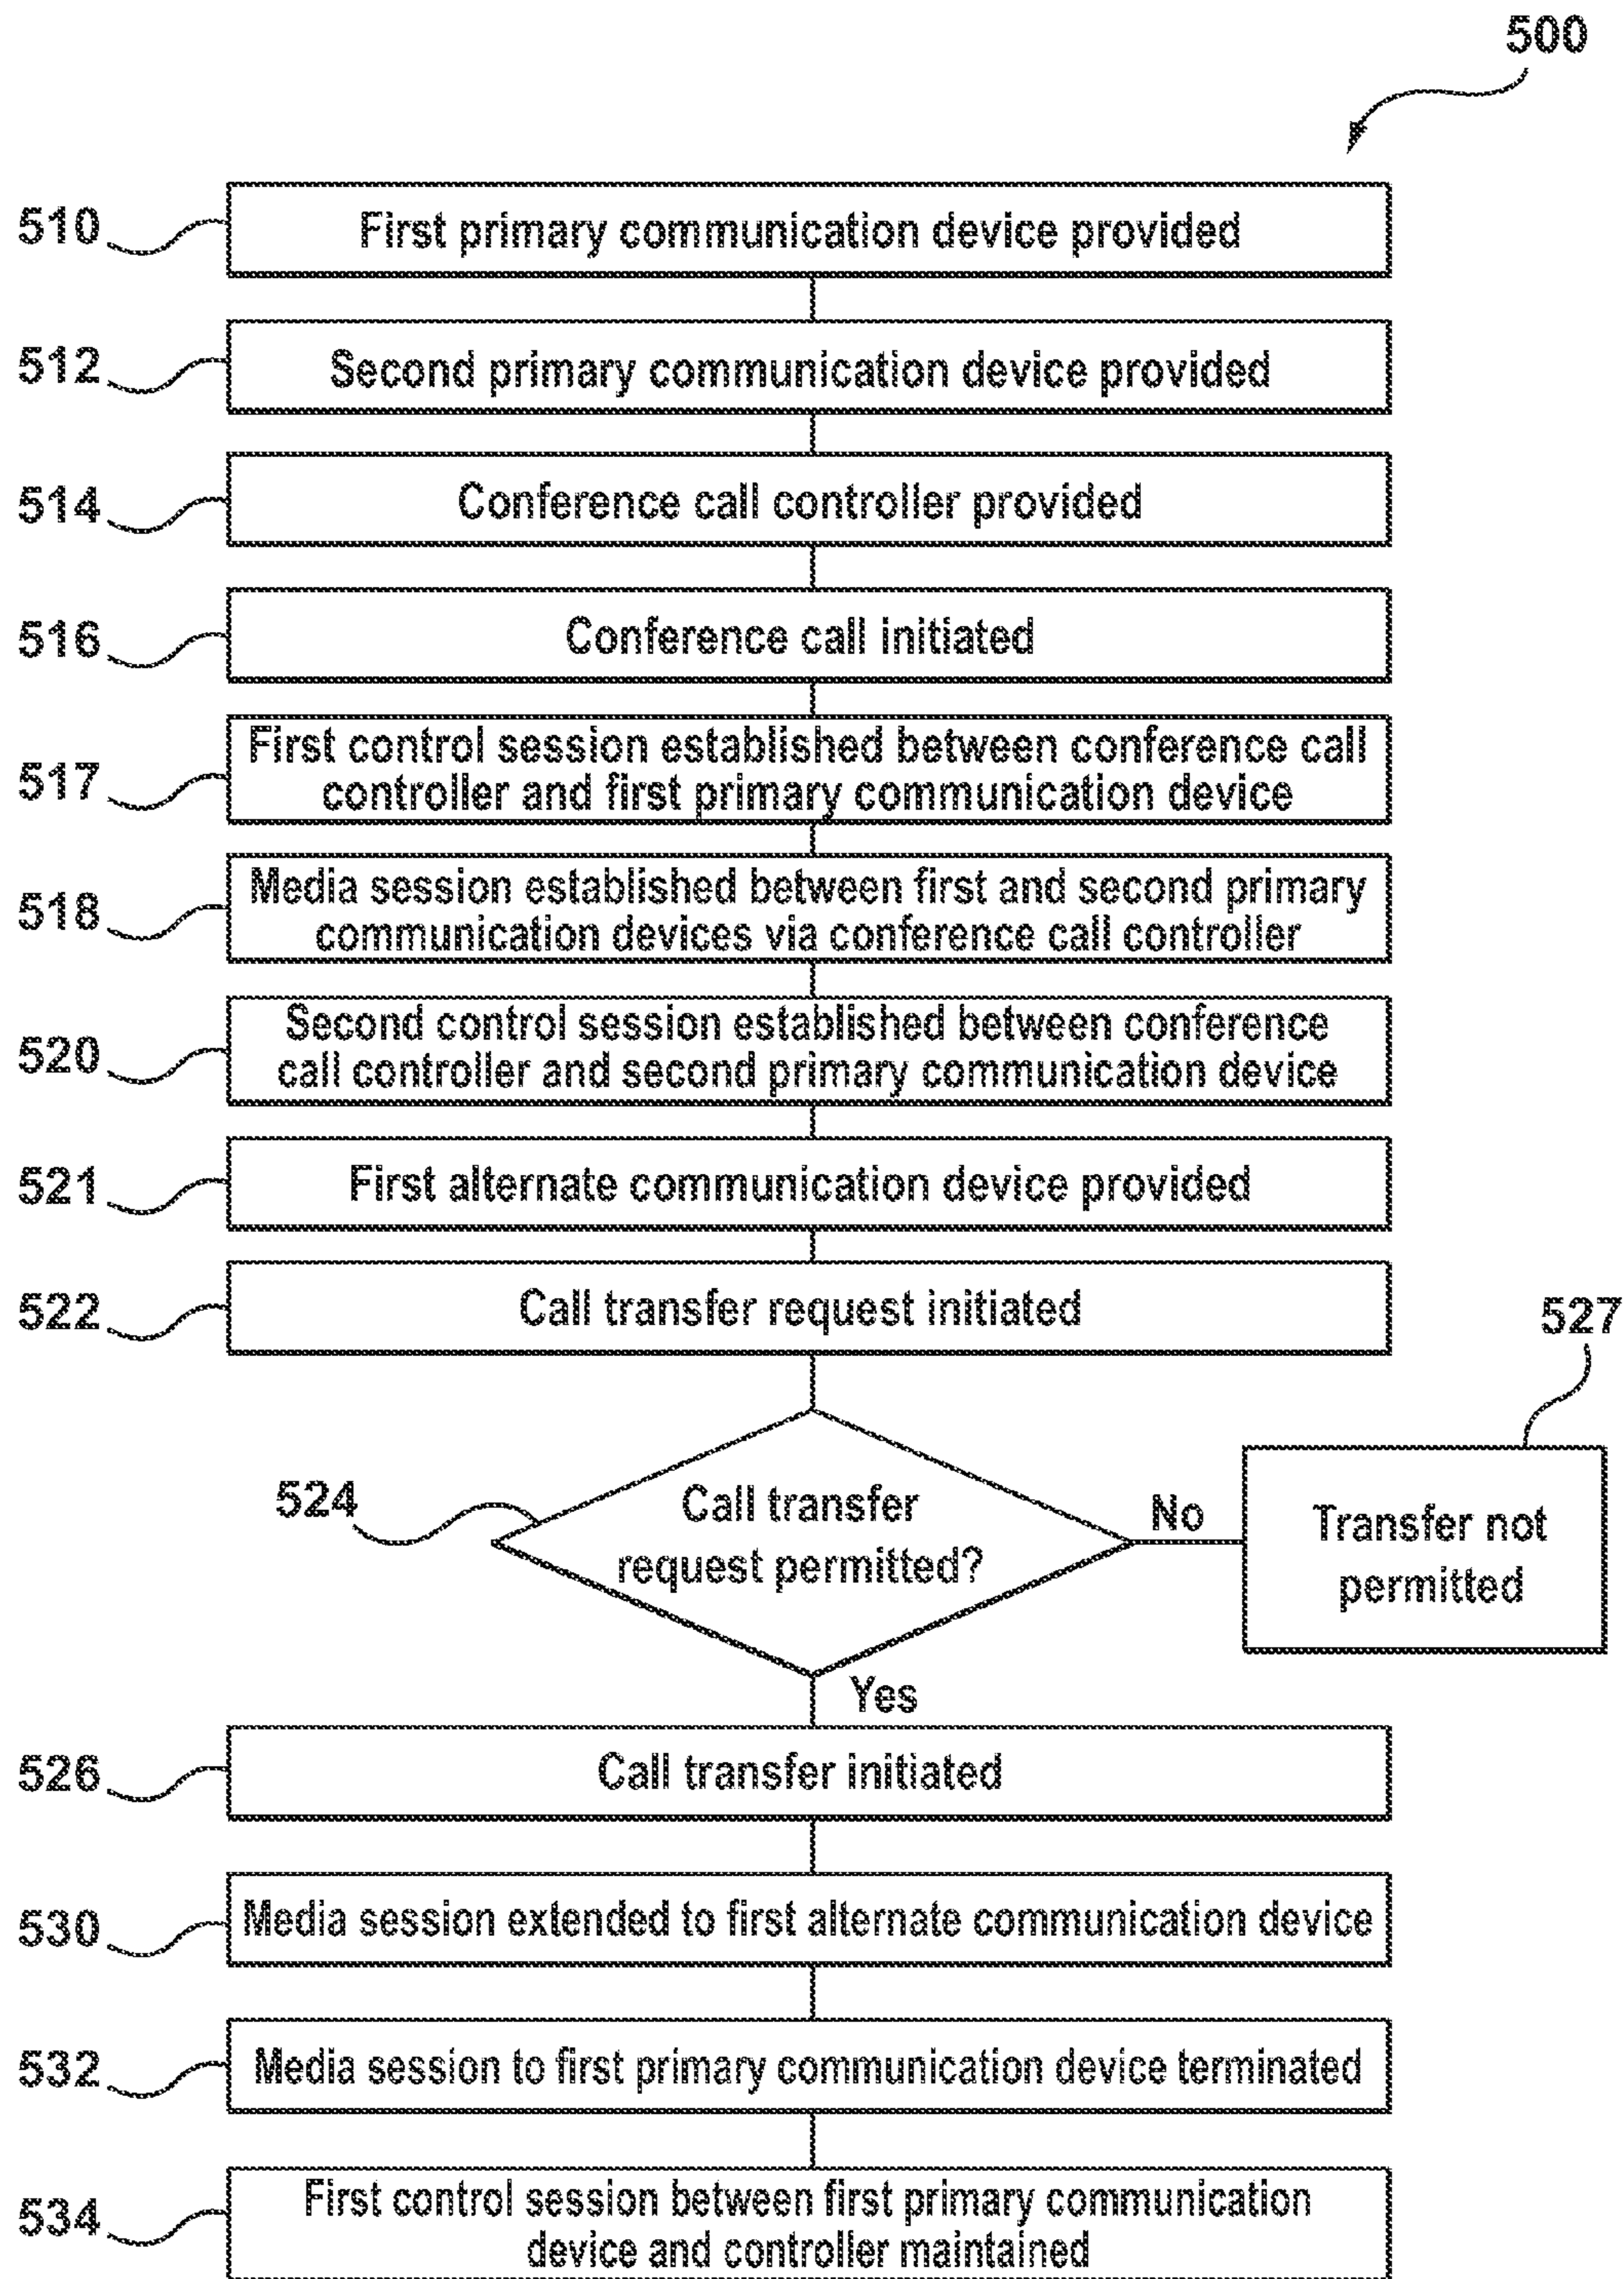 500
510
First primary communication device provided
512
Second primary communication device provided
514
Conference call controller provided
516
Conference call initiated
517
First control session established between conference call
controller and first primary communication device
518
Media session established between first and second primary
communication devices via conference call controller
520
Second control session established between conference
call controller and second primary communication device
521
First alternate communication device provided
522
Call transfer request initiated
527
524
Call transfer
request permitted?
No
Transfer not
permitted
Yes
526
Call transfer initiated
530
Media session extended to first alternate communication device
532
Media session to first primary communication device terminated
534
First control session between first primary communication
device and controller maintained